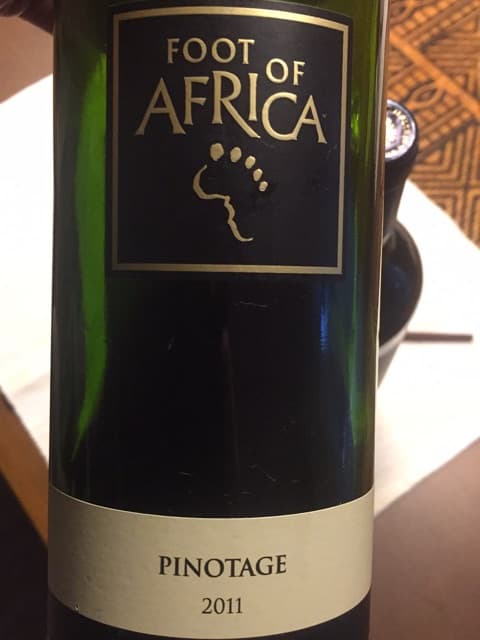 FOOT OF
AFRICA
PINOTAGE
2011